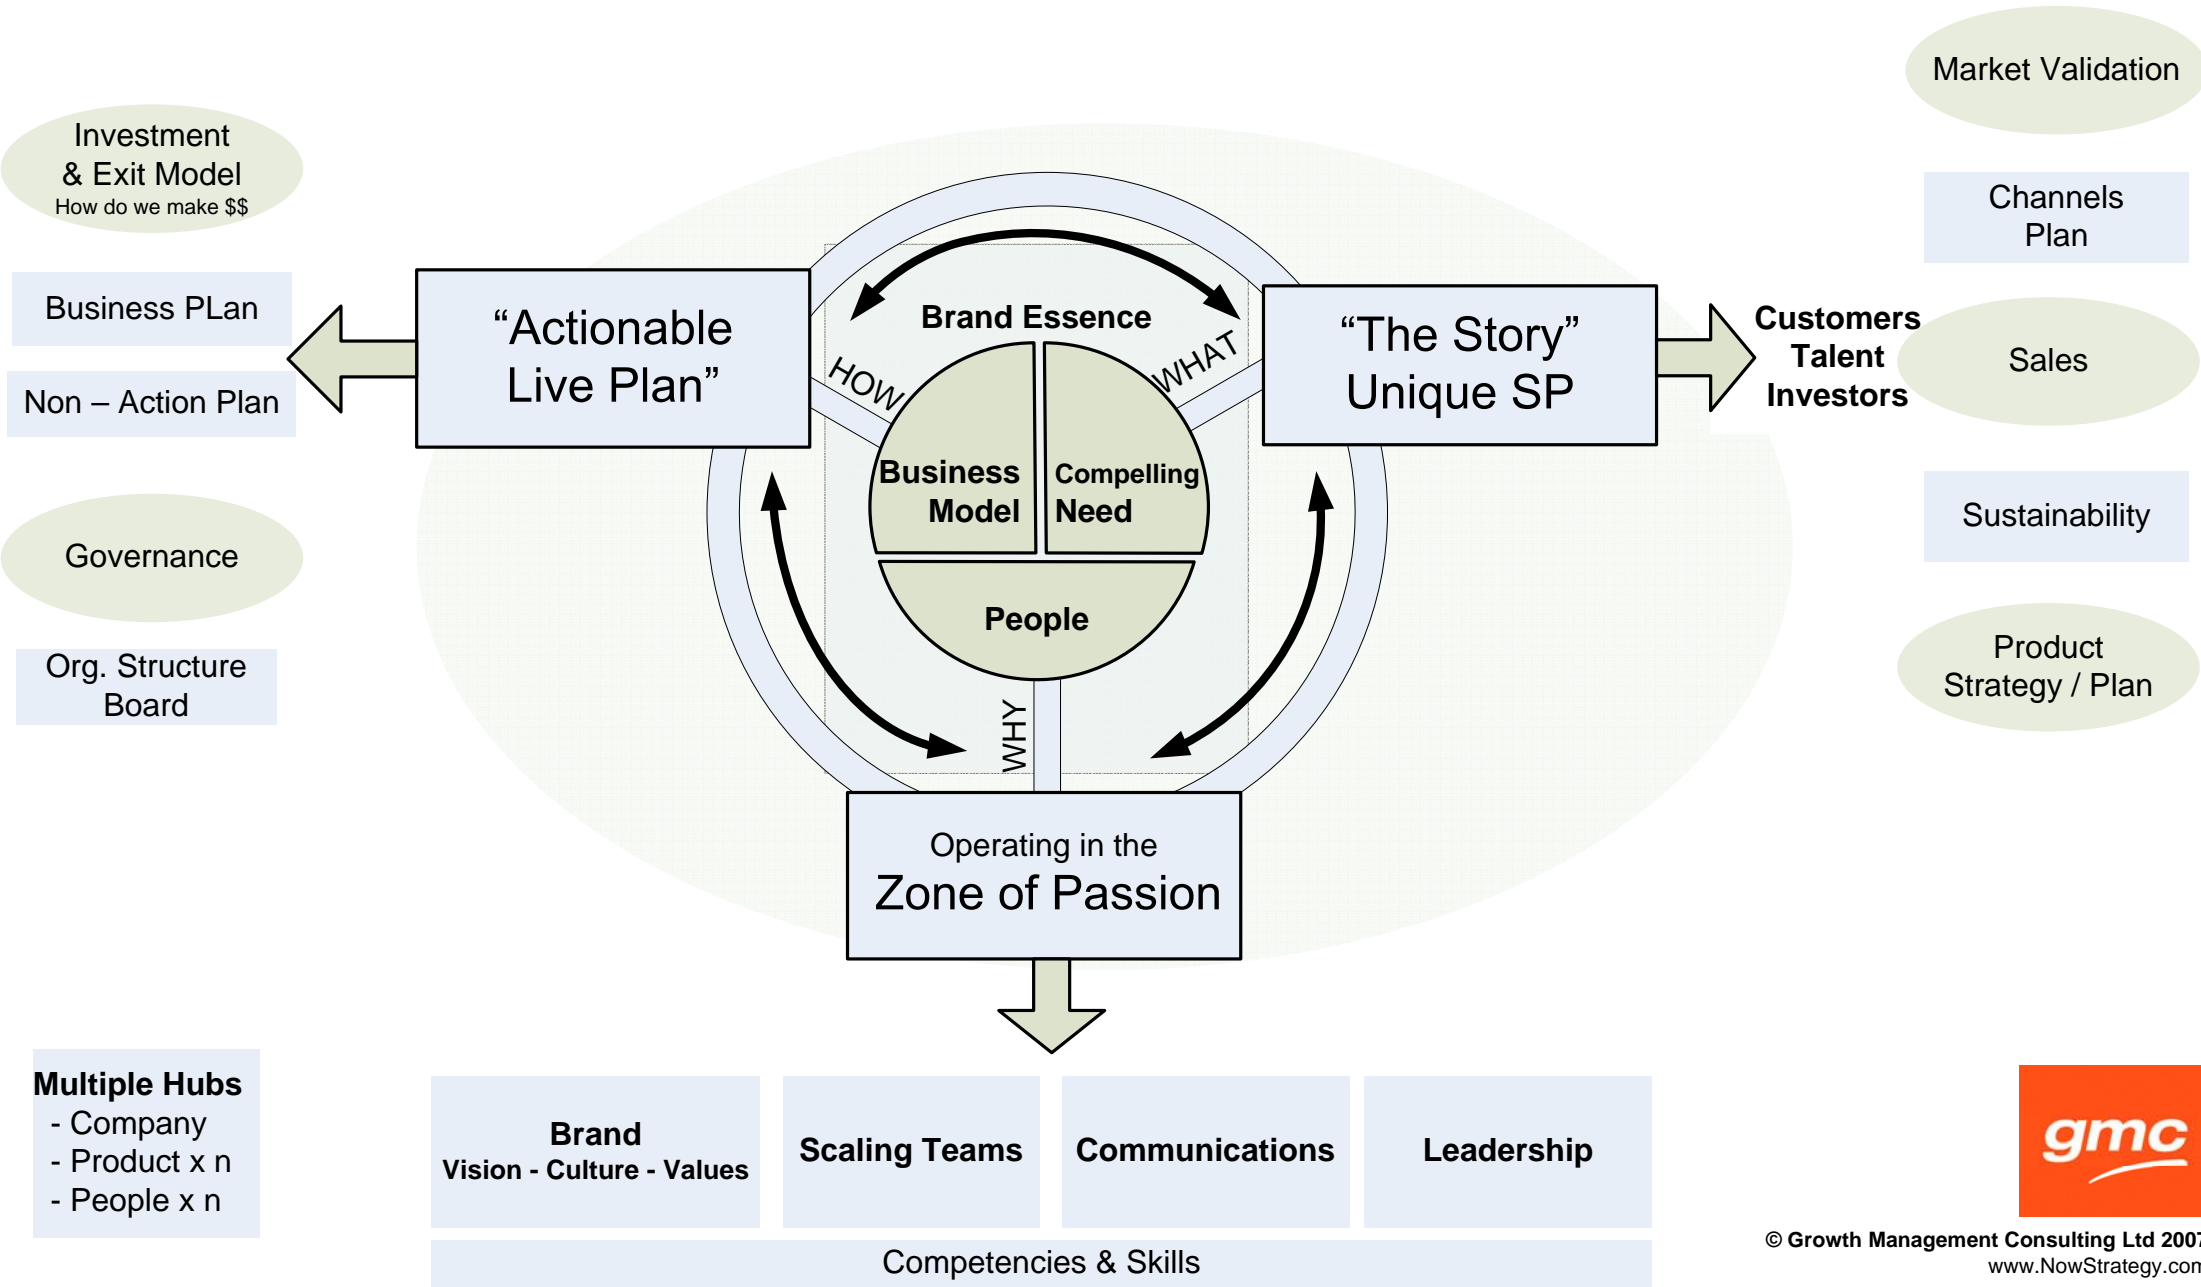 Market Validation
Investment
& Exit Model
How do we make $$
Channels
Plan
Business PLan
Non – Action Plan
“Actionable
Live Plan”
Brand Essence
HOW
WHAT
“The Story”
Unique SP
Customers
Talent
Investors
Sales
Business
Model
Compelling
Need
People
WHY
Sustainability
Governance
Org. Structure
Board
Product
Strategy / Plan
Operating in the
Zone of Passion
Multiple Hubs
- Company
- Product x n
- People x n
Brand
Vision - Culture - Values
Scaling Teams
Communications
Leadership
Competencies & Skills
gmc
© Growth Management Consulting Ltd 2007
www.NowStrategy.com